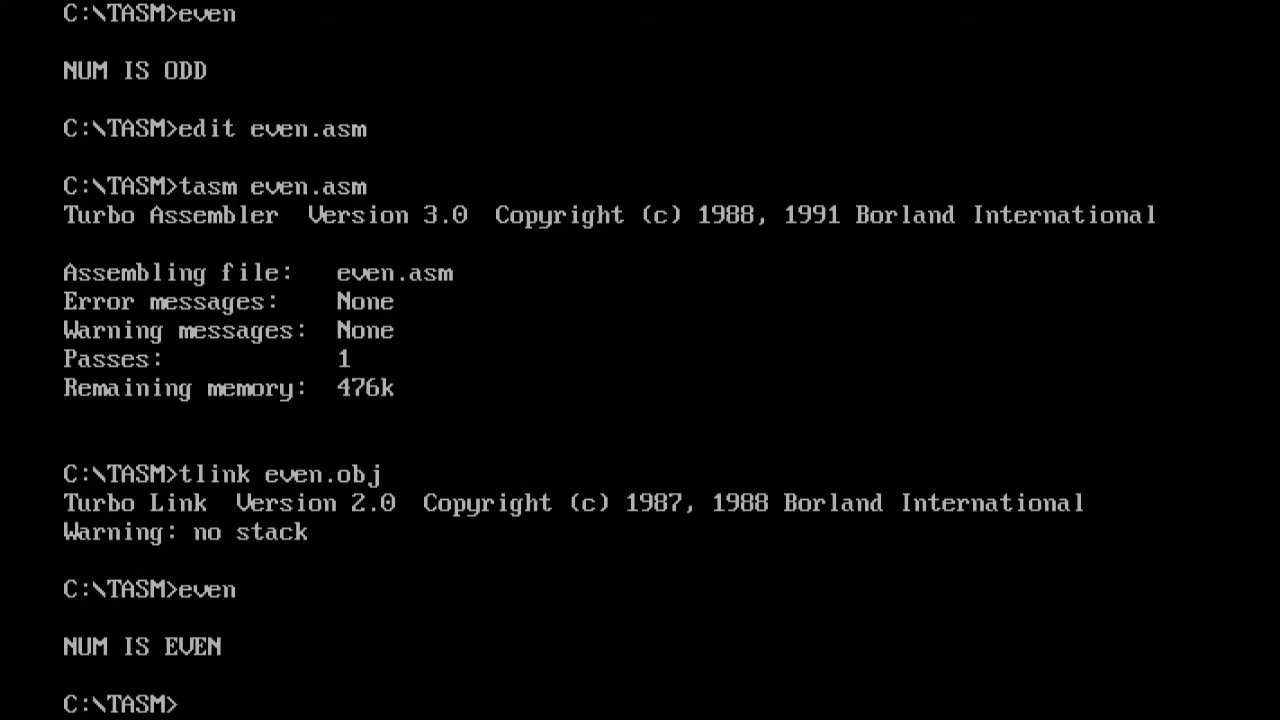 C:\TASM>even
NUM IS ODD
C:\TASM>edit even.asm
C:\TASM>tasm even.asm
Turbo Assembler  Version 3.0  Copyright (c) 1988, 1991 Borland International
Assembling file:   even.asm
Error messages:    None
Warning messages:  None
Passes:            1
Remaining memory:  476k
C:\TASM>tlink even.obj
Turbo Link  Version 2.0  Copyright (c) 1987, 1988 Borland International
Warning: no stack
C:\TASM>even
NUM IS EVEN
C:\TASM>